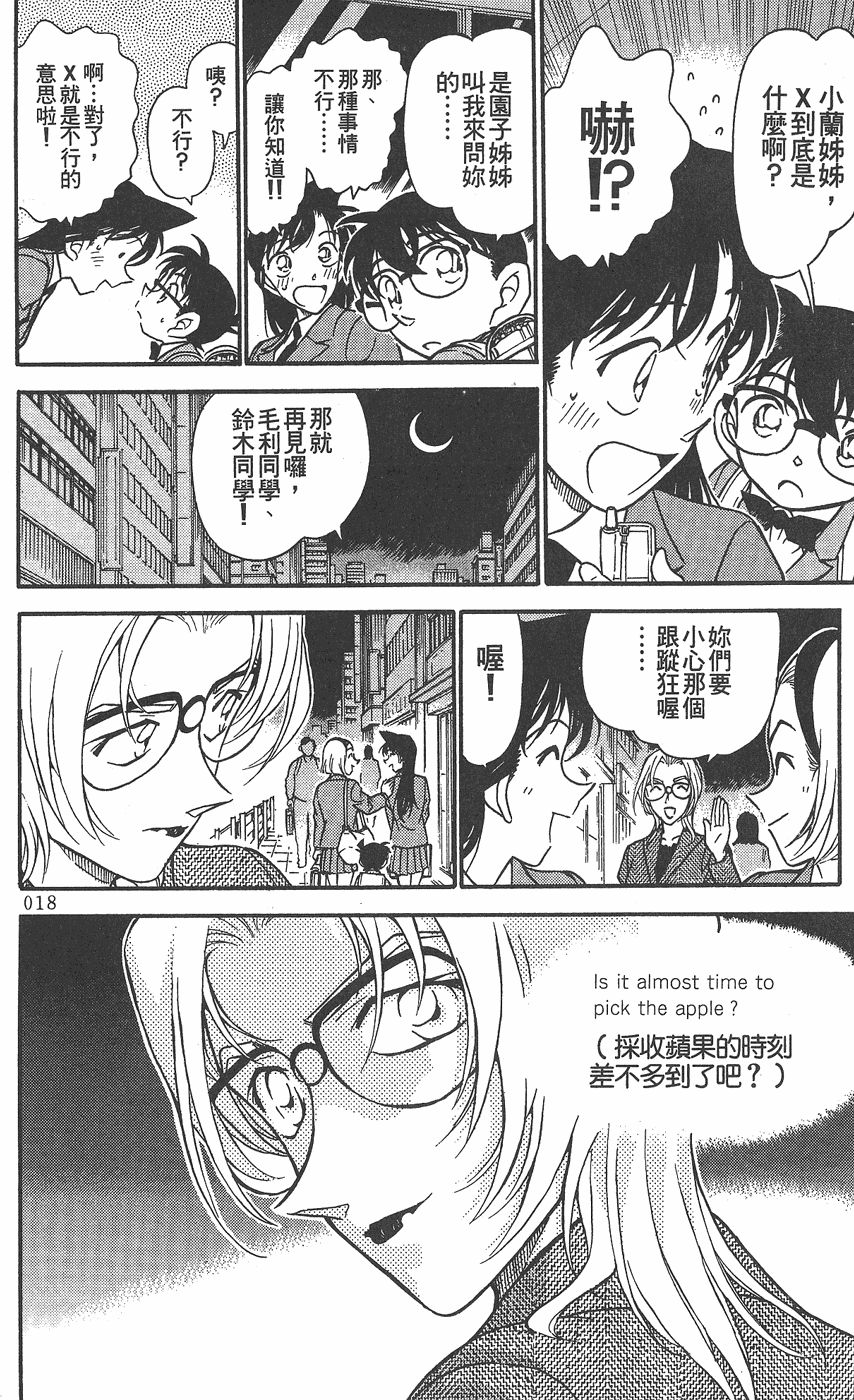 小蘭姊姊，
X到底是
什麼啊？
嚇!?
是園子姊姊
叫我來問妳
的……
那、
那種事情
不行……
讓你知道!!
咦？
不行？
啊…對了，
X就是不行的
意思啦！
那就
再見囉，
毛利同學、
鈴木同學！
妳們要
小心那個
跟蹤狂喔
……
喔！
018
Is it almost time to
pick the apple？
（採收蘋果的時刻
差不多到了吧？）